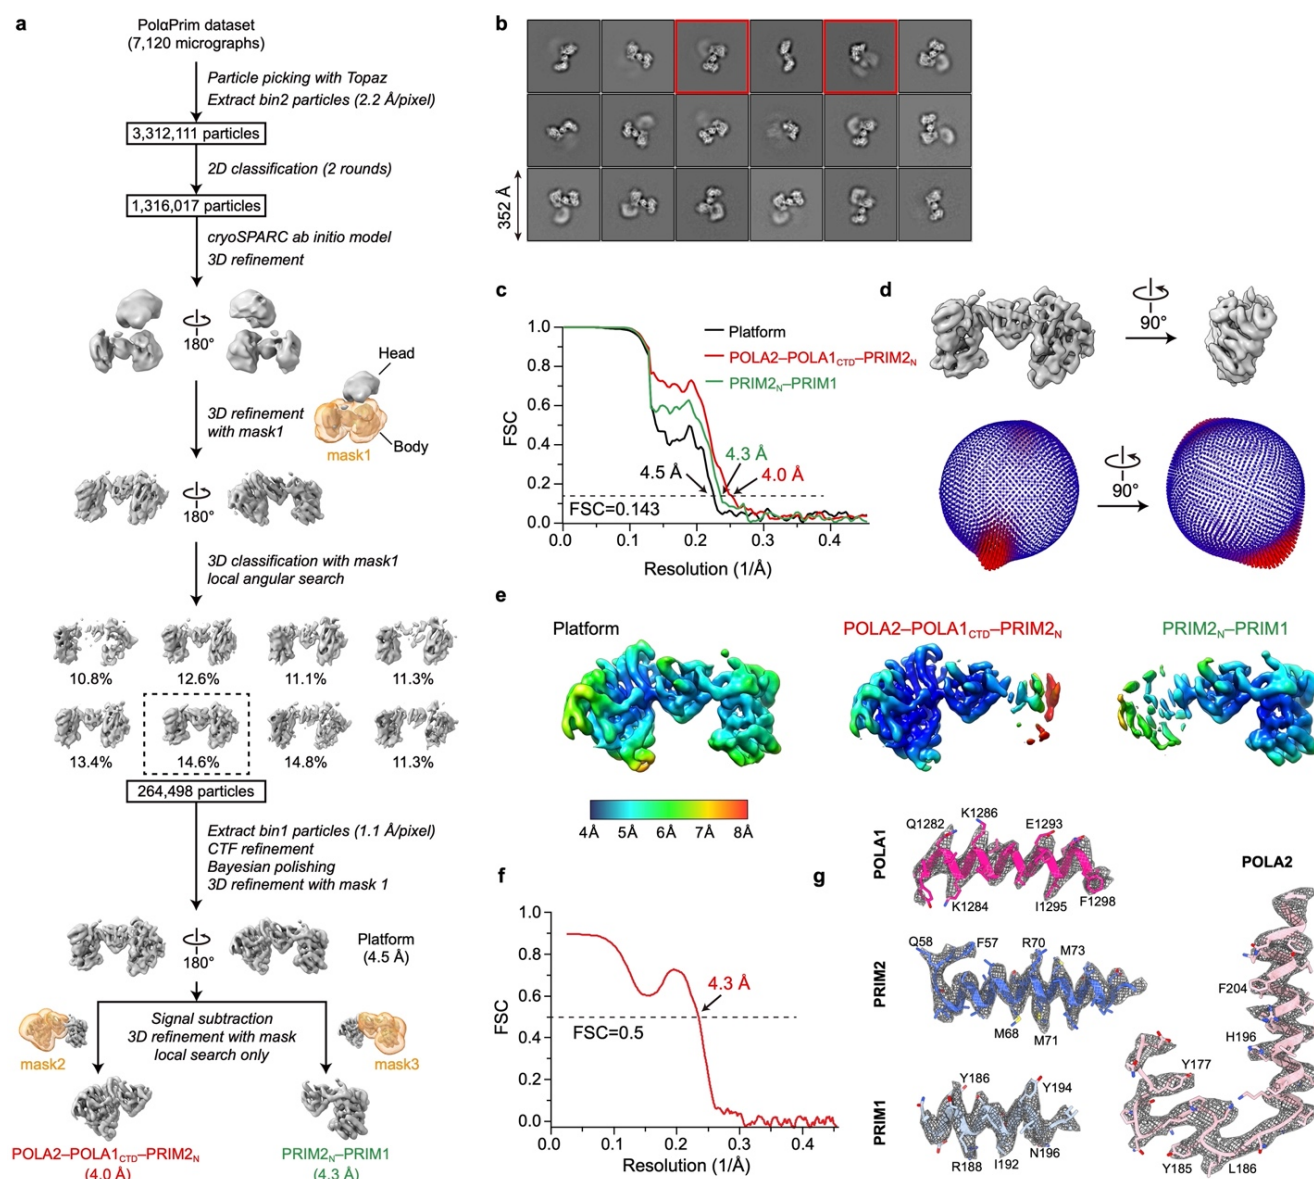 a
PolαPrim dataset
(7,120 micrographs)
Particle picking with Topaz
Extract bin2 particles (2.2 Å/pixel)
3,312,111 particles
2D classification (2 rounds)
1,316,017 particles
cryoSPARC ab initio model
3D refinement
180°
Head
3D refinement
with mask1
mask1
Body
180°
3D classification with mask1
local angular search
10.8% 12.6% 11.1% 11.3%
13.4% 14.6% 14.8% 11.3%
264,498 particles
Extract bin1 particles (1.1 Å/pixel)
CTF refinement
Bayesian polishing
3D refinement with mask 1
180°
Platform
(4.5 Å)
Signal subtraction
3D refinement with mask
local search only
mask2
mask3
POLA2–POLA1CTD–PRIM2N
(4.0 Å)
PRIM2N–PRIM1
(4.3 Å)
b
352 Å
c
1.0
0.8
0.6
0.4
0.2
0.0
FSC
Platform
POLA2–POLA1CTD–PRIM2N
PRIM2N–PRIM1
4.5 Å
4.3 Å
4.0 Å
FSC=0.143
0.0 0.1 0.2 0.3 0.4
Resolution (1/Å)
d
90°
90°
e
Platform
POLA2–POLA1CTD–PRIM2N
PRIM2N–PRIM1
4Å 5Å 6Å 7Å 8Å
f
1.0
0.8
0.6
0.4
0.2
0.0
FSC
4.3 Å
FSC=0.5
0.0 0.1 0.2 0.3 0.4
Resolution (1/Å)
g
POLA1
Q1282
K1286
E1293
K1284
I1295
F1298
PRIM2
Q58
F57
R70
M73
M68
M71
PRIM1
Y186
Y194
R188
I192
N196
POLA2
F204
H196
Y177
Y185
L186